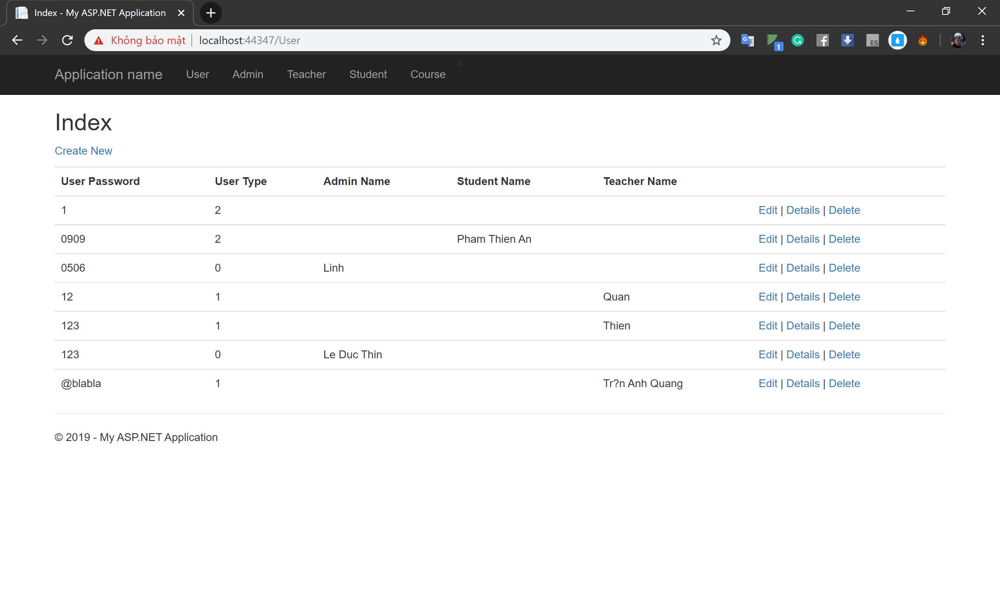 Index - My ASP.NET Application
Không bảo mật localhost:44347/User
1
ES
Application name User Admin Teacher Student Course s
Index
Create New
User Password User Type Admin Name Student Name Teacher Name
1 2 Edit | Details | Delete
0909 2 Pham Thien An Edit | Details | Delete
0506 0 Linh Edit | Details | Delete
12 1 Quan Edit | Details | Delete
123 1 Thien Edit | Details | Delete
123 0 Le Duc Thin Edit | Details | Delete
@blabla 1 Tr?n Anh Quang Edit | Details | Delete
© 2019 - My ASP.NET Application